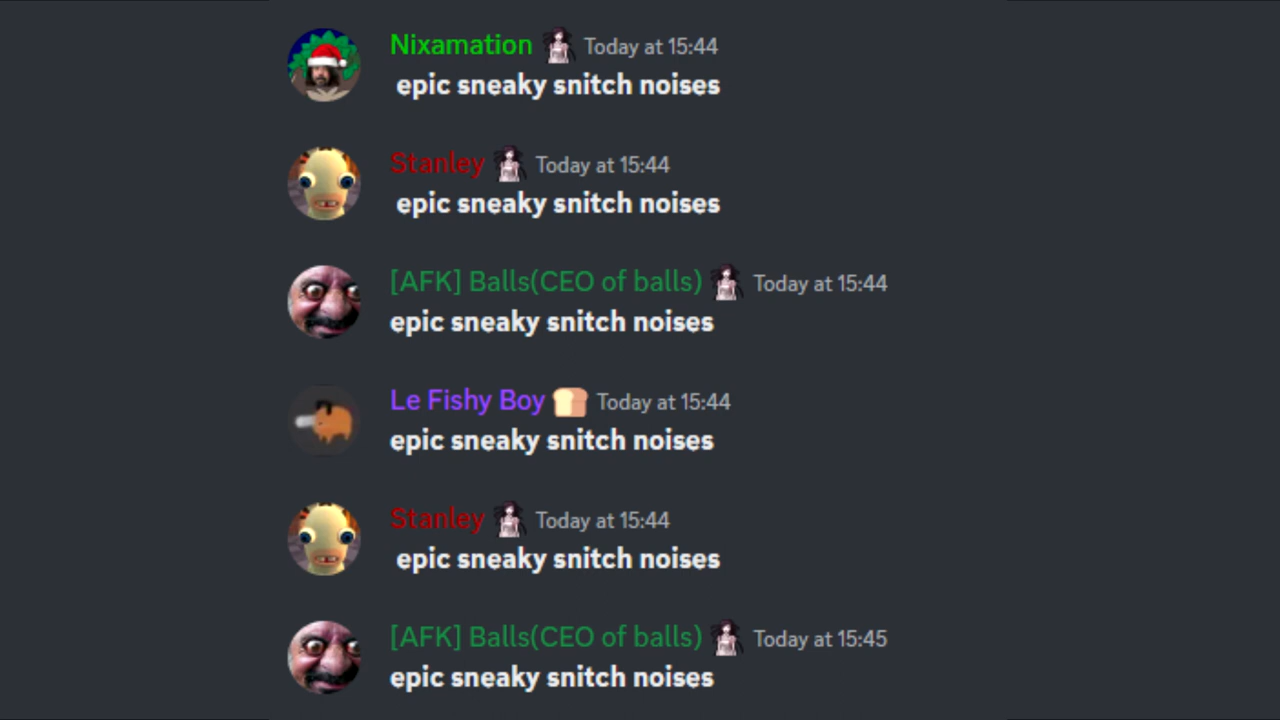 Nixamation Today at 15:44
epic sneaky snitch noises
Stanley Today at 15:44
epic sneaky snitch noises
[AFK] Balls(CEO of balls) Today at 15:44
epic sneaky snitch noises
Le Fishy Boy Today at 15:44
epic sneaky snitch noises
Stanley Today at 15:44
epic sneaky snitch noises
[AFK] Balls(CEO of balls) Today at 15:45
epic sneaky snitch noises